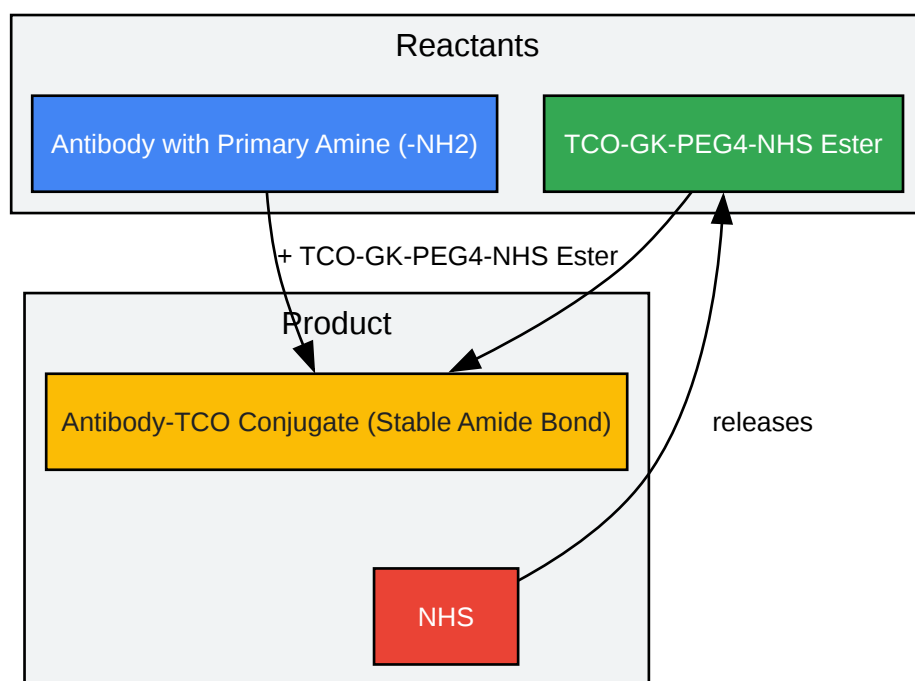 Reactants
Antibody with Primary Amine (-NH2)
TCO-GK-PEG4-NHS Ester
+ TCO-GK-PEG4-NHS Ester
Product
Antibody-TCO Conjugate (Stable Amide Bond)
releases
NHS